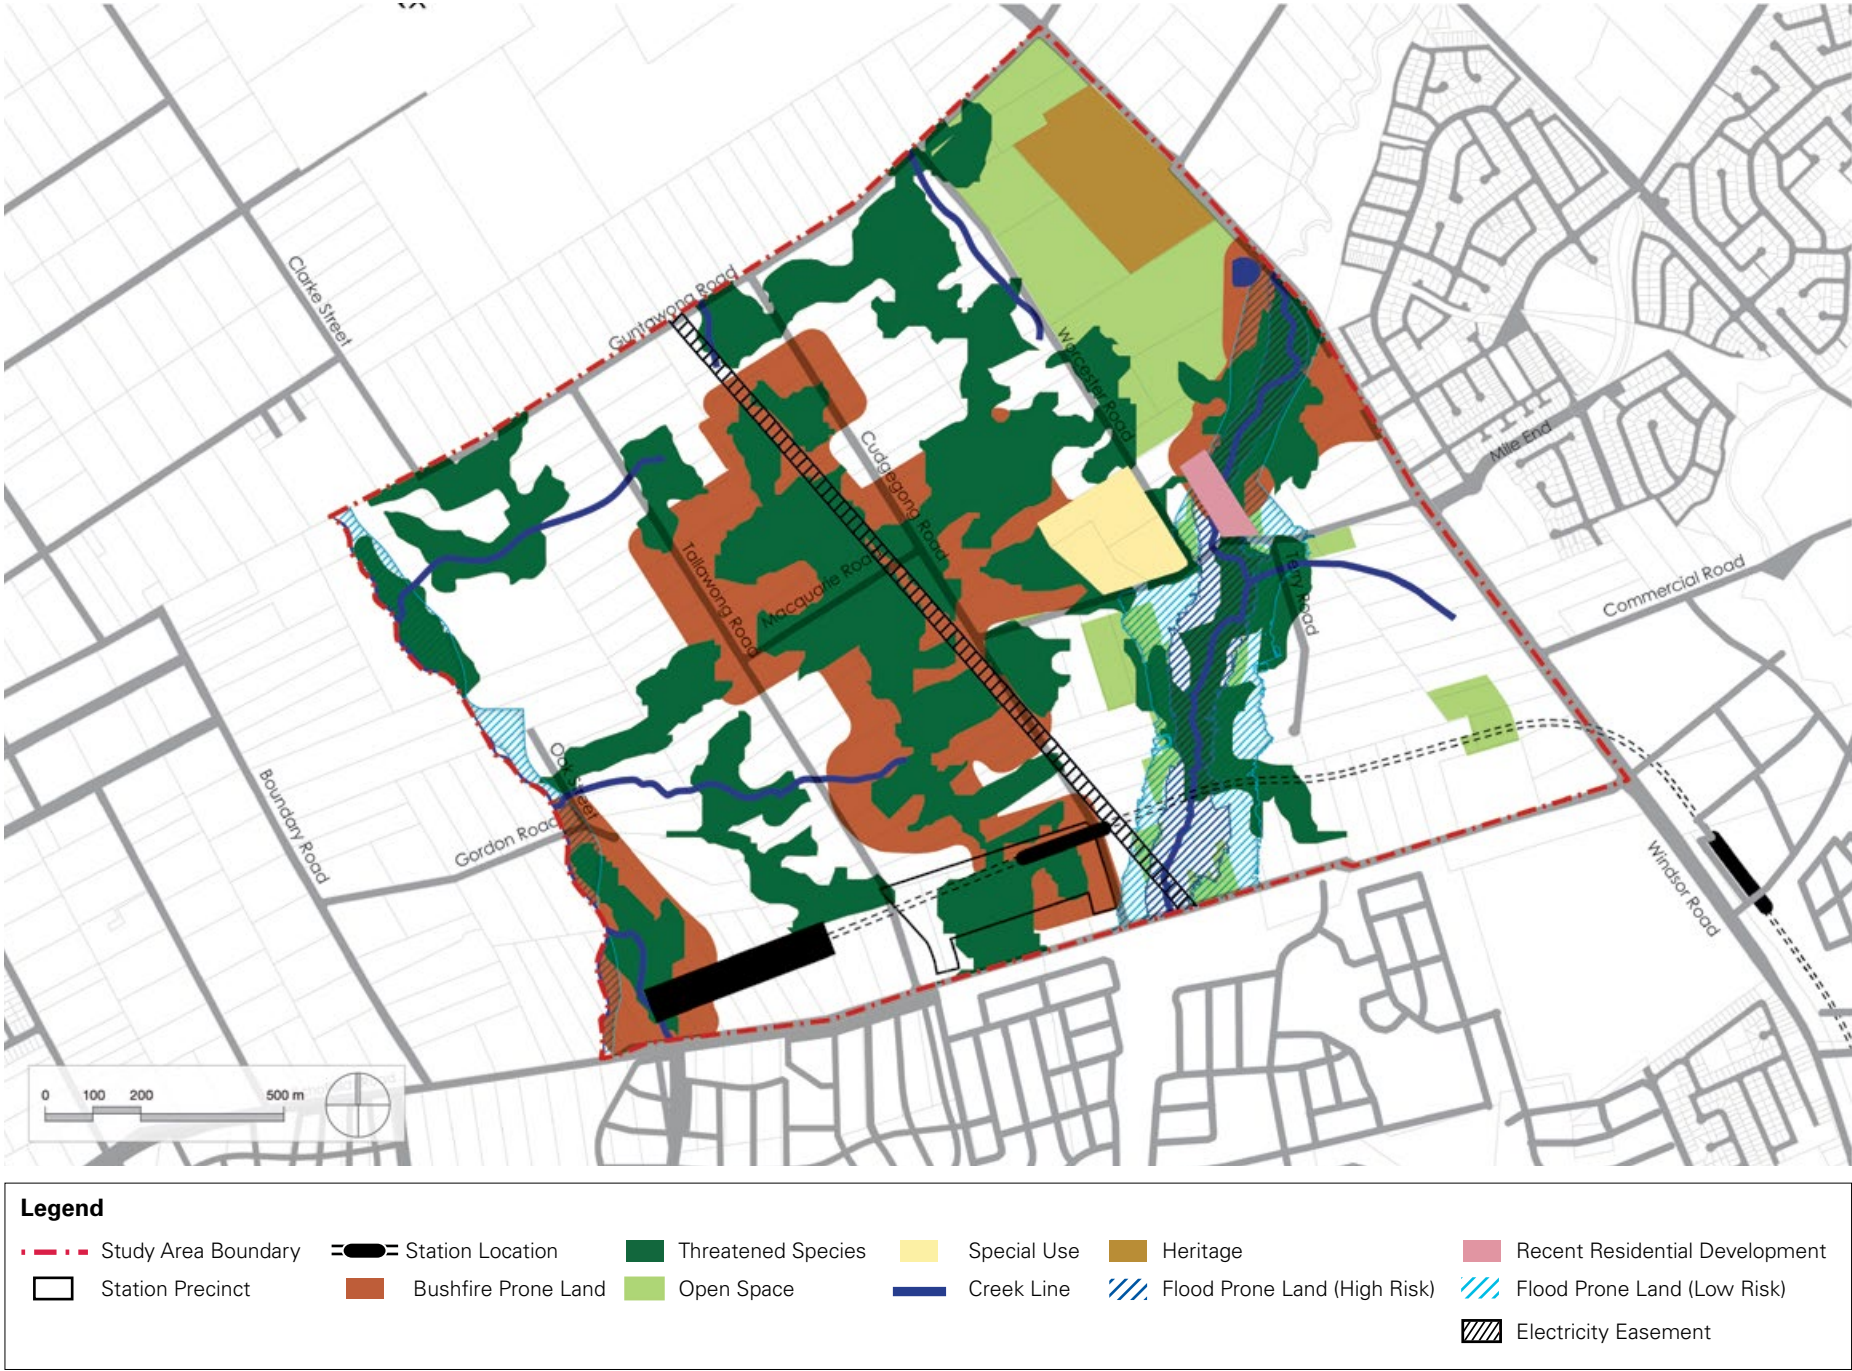 Clarke Street
Guntawong Road
Worcester Road
Cudgegong Road
Mile End
Tallawong Road
Macquarie Road
Terry Road
Commercial Road
Oak Street
Gordon Road
Boundary Road
Windsor Road
0 100 200 500 m
Legend
Study Area Boundary Station Location Threatened Species Special Use Heritage Recent Residential Development
Station Precinct Bushfire Prone Land Open Space Creek Line Flood Prone Land (High Risk) Flood Prone Land (Low Risk)
Electricity Easement